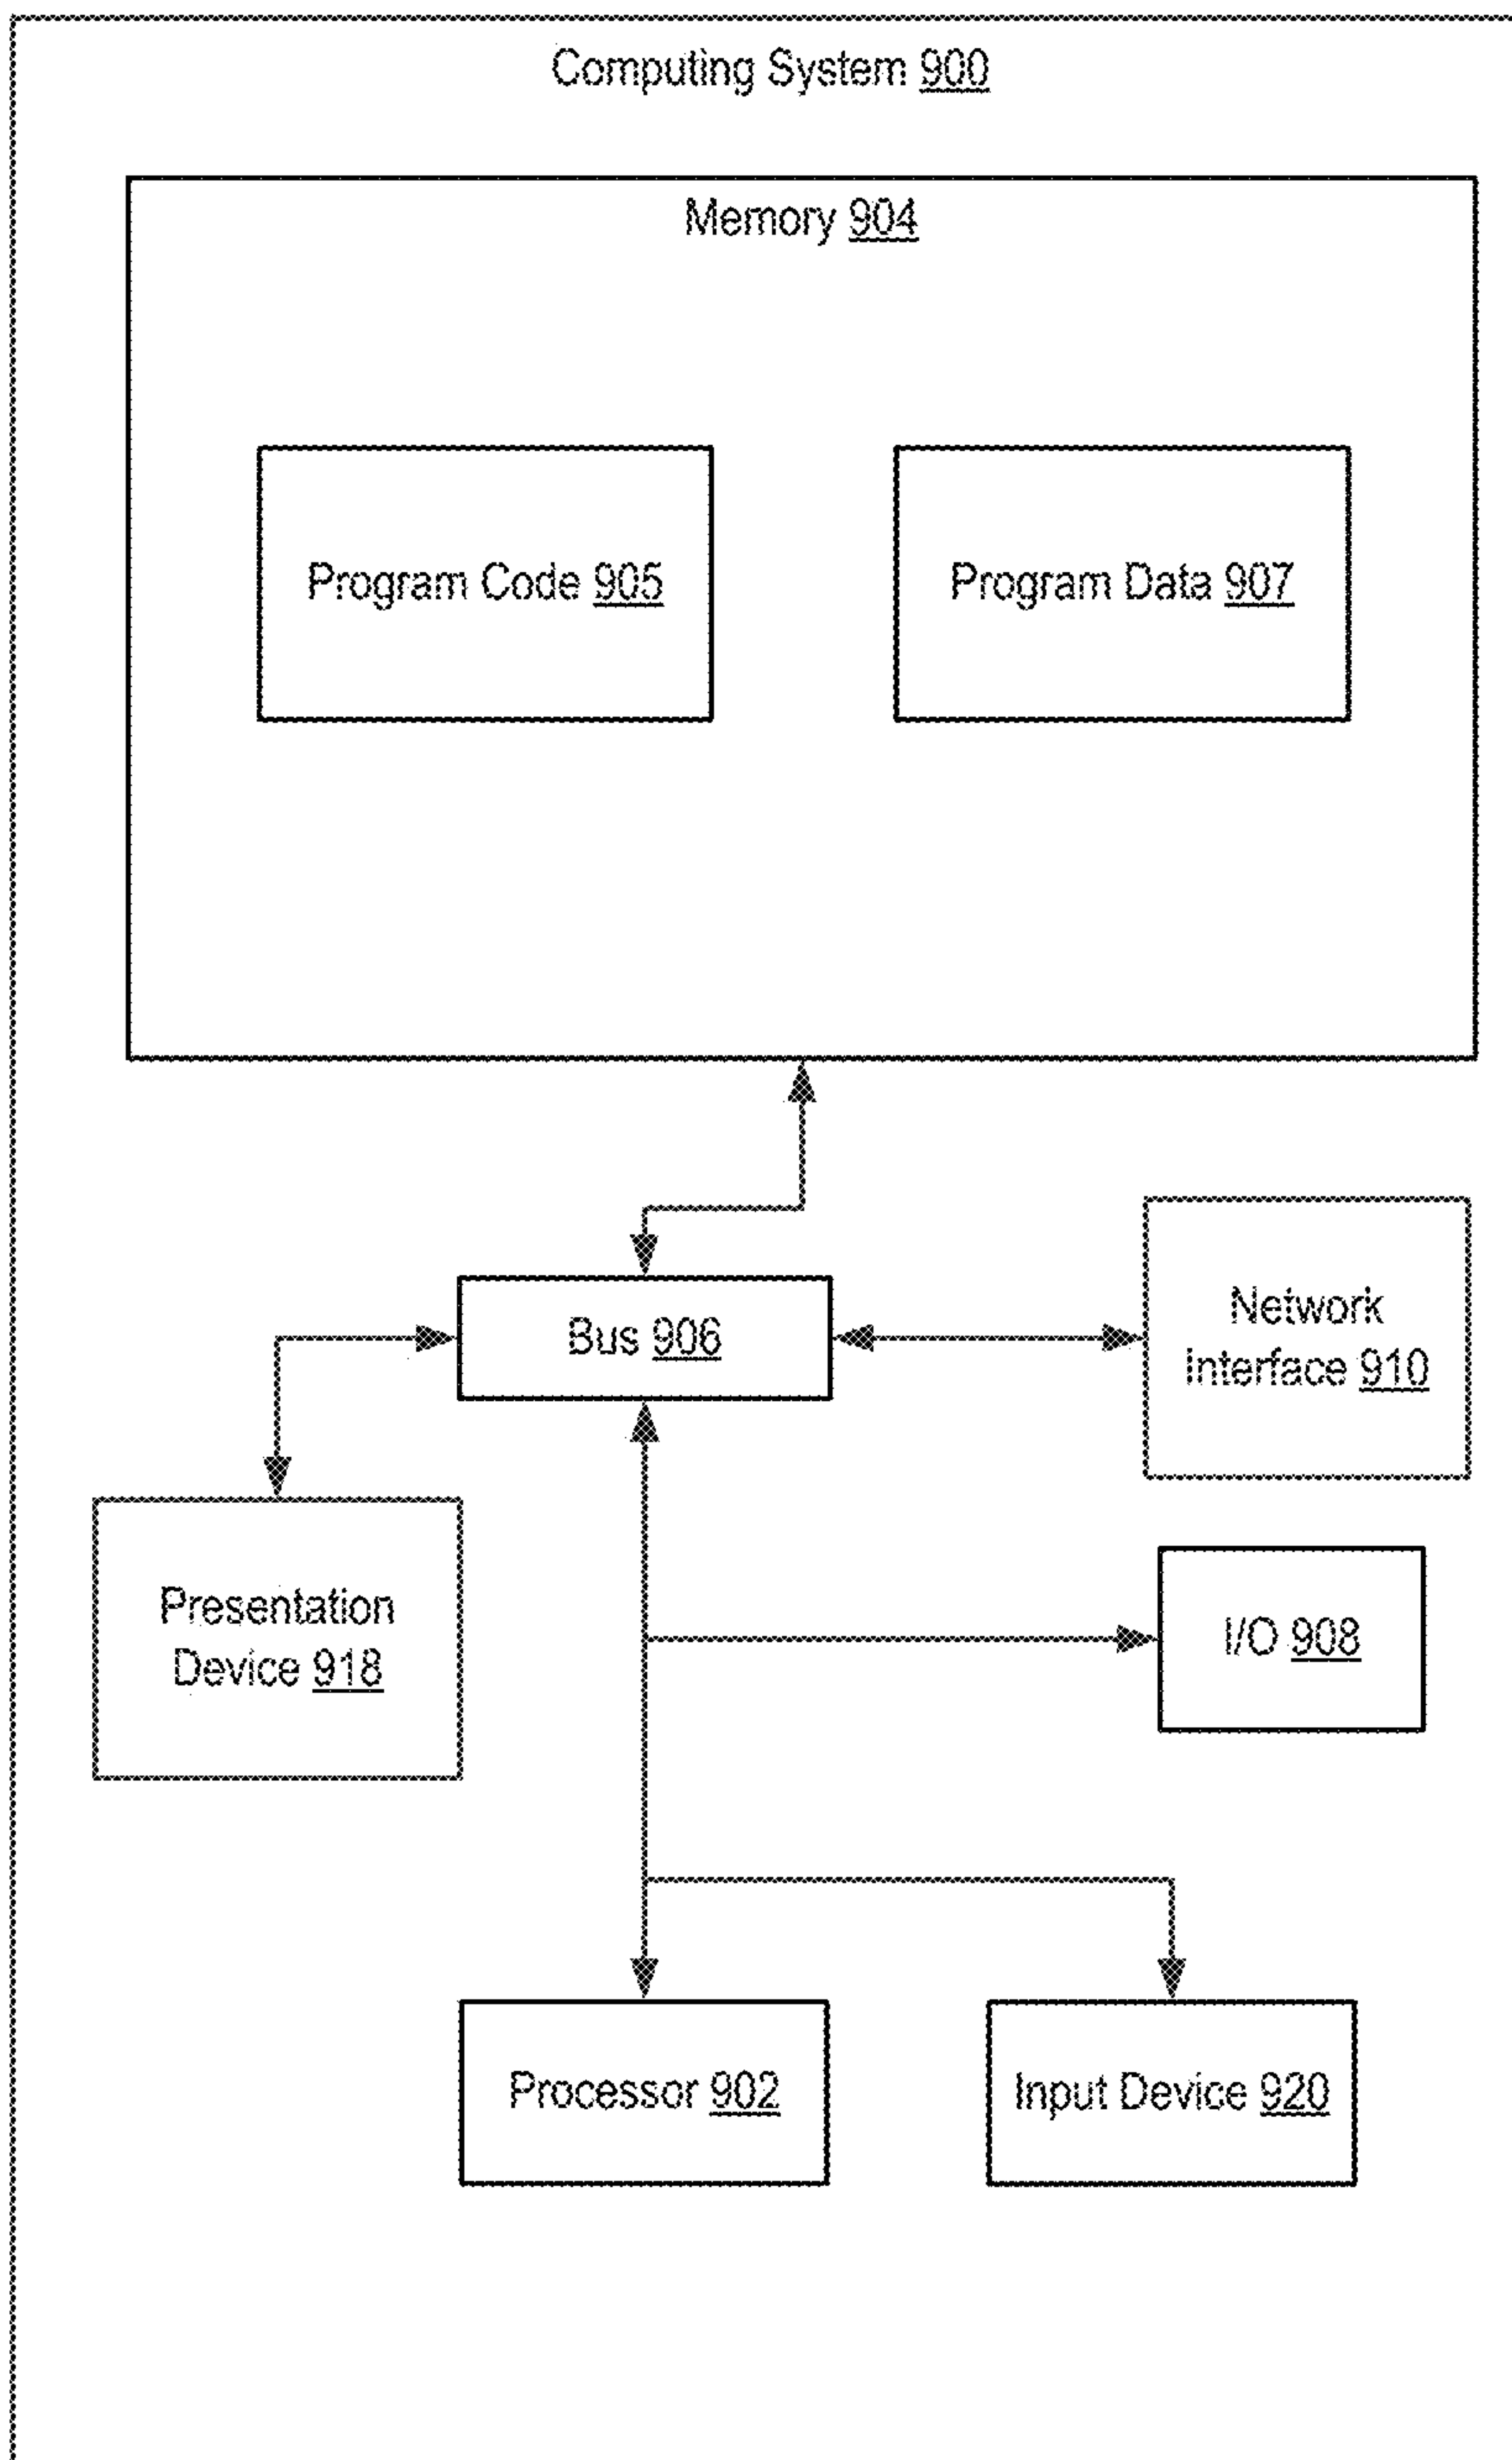 Computing System 900
Memory 904
Program Code 905
Program Data 907
Bus 906
Network
Interface 910
Presentation
Device 918
I/O 908
Processor 902
Input Device 920